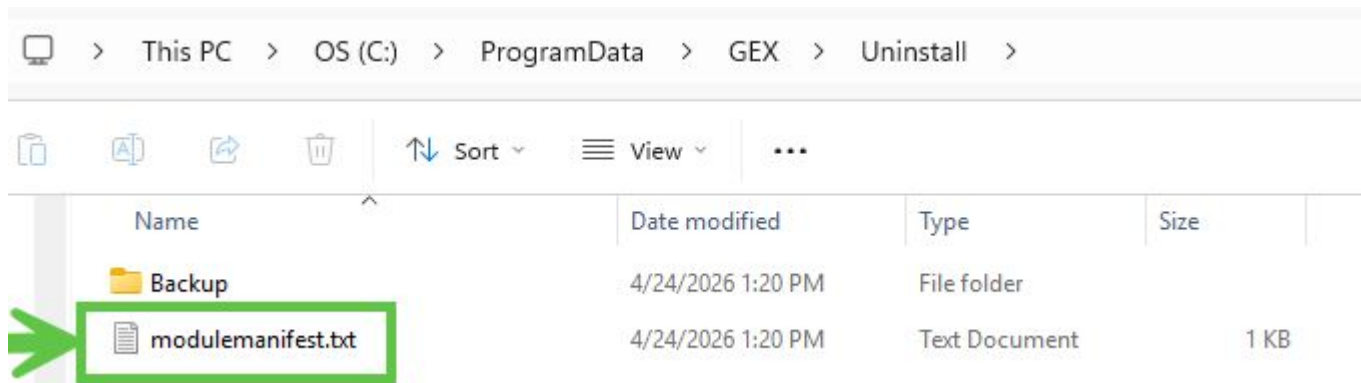 This PC > OS (C:) > ProgramData > GEX > Uninstall >
Sort View ...
Name Date modified Type Size
Backup 4/24/2026 1:20 PM File folder
modulemanifest.txt 4/24/2026 1:20 PM Text Document 1 KB